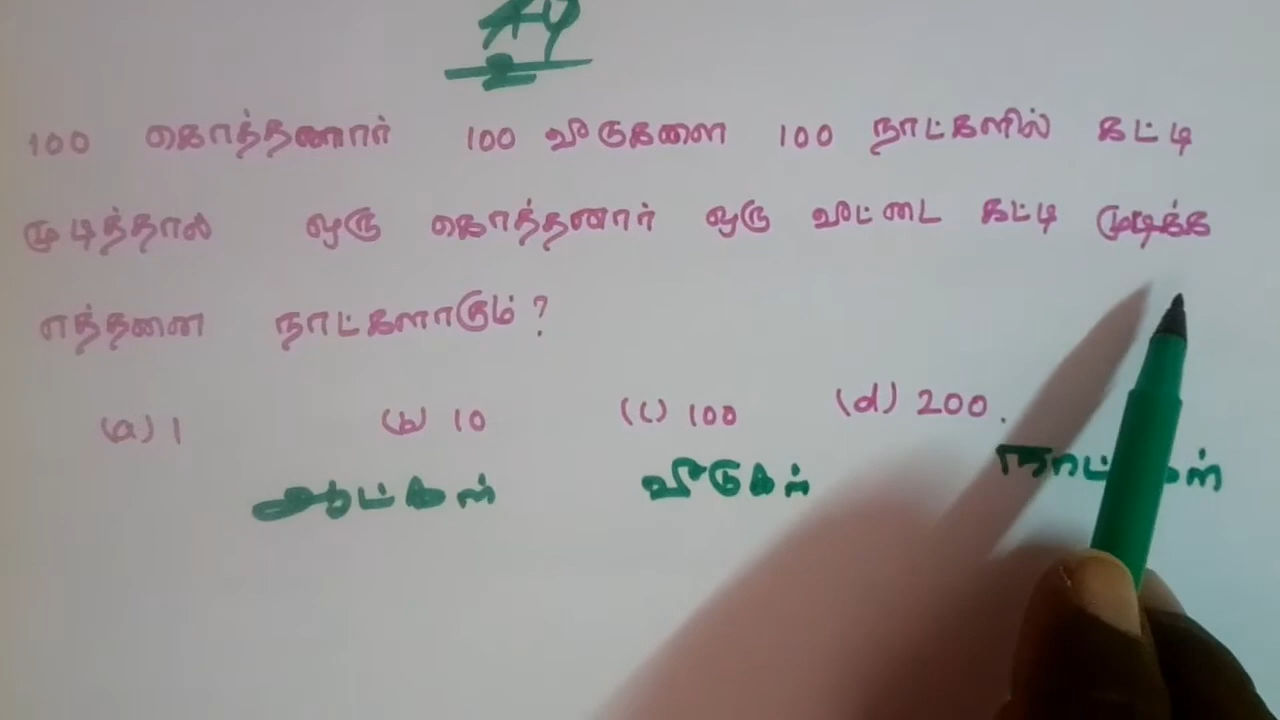 100 கொத்தனார் 100 வீடுகளை 100 நாட்களில் கட்டி
முடித்தால் ஒரு கொத்தனார் ஒரு வீட்டை கட்டி முடிக்க
எத்தனை நாட்களாகும்?
(a) 1 (b) 10 (c) 100 (d) 200.
ஆட்கள் வீடுகள் நாட்கள்